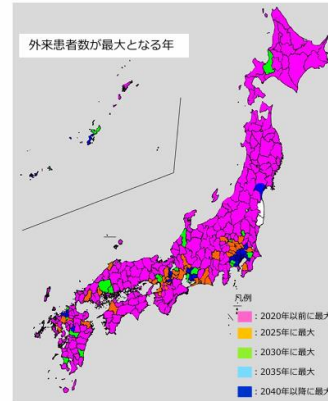 外来患者数が最大となる年
凡例
：2020年以前に最大
：2025年に最大
：2030年に最大
：2035年に最大
：2040年以降に最大